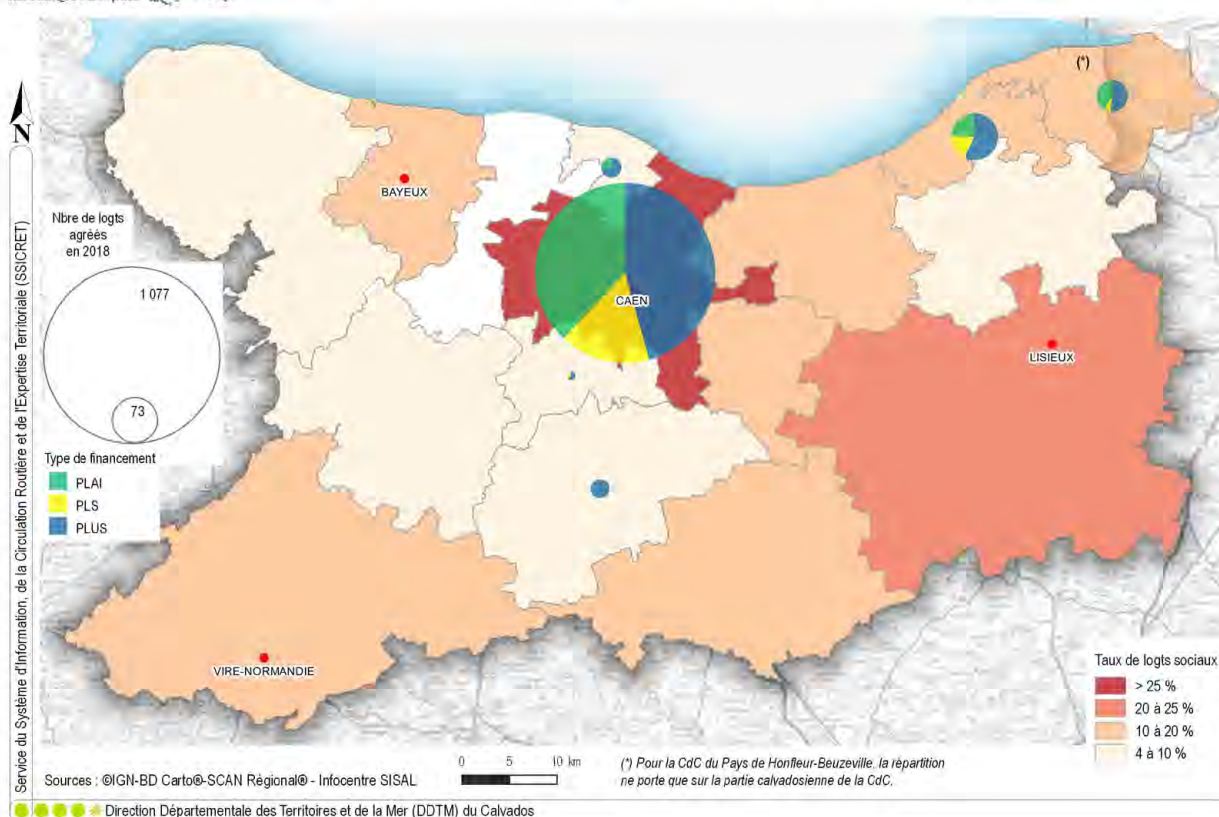 (*)
N
BAYEUX
CAEN
LISIEUX
VIRE-NORMANDIE
Nbre de logts
agréés
en 2018
1 077
73
Type de financement
PLAI
PLS
PLUS
Taux de logts sociaux
> 25 %
20 à 25 %
10 à 20 %
4 à 10 %
0 5 10 km
(*) Pour la CdC du Pays de Honfleur-Beuzeville, la répartition
ne porte que sur la partie calvadosienne de la CdC.
Sources : ©IGN-BD Carto®-SCAN Régional® - Infocentre SISAL
Service du Système d'Information, de la Circulation Routière et de l'Expertise Territoriale (SSICRET)
Direction Départementale des Territoires et de la Mer (DDTM) du Calvados